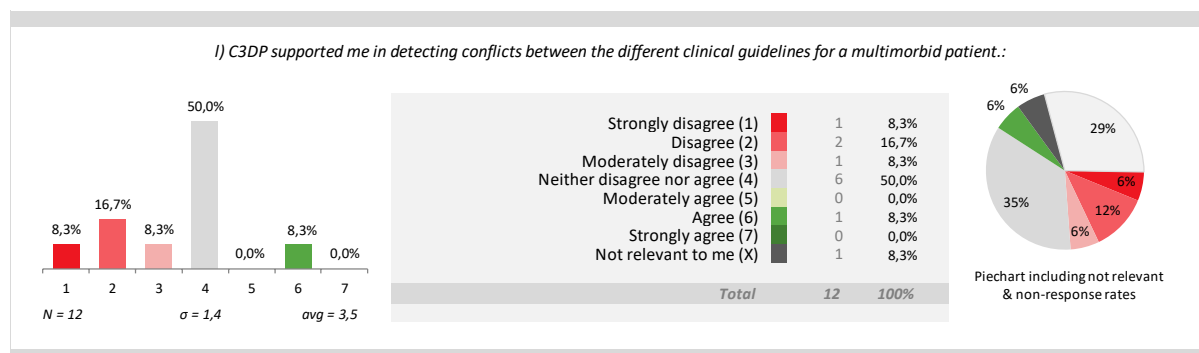 l) C3DP supported me in detecting conflicts between the different clinical guidelines for a multimorbid patient.:
8,3%
16,7%
8,3%
50,0%
0,0%
8,3%
0,0%
1 2 3 4 5 6 7
N = 12 σ = 1,4 avg = 3,5
Strongly disagree (1) 1 8,3%
Disagree (2) 2 16,7%
Moderately disagree (3) 1 8,3%
Neither disagree nor agree (4) 6 50,0%
Moderately agree (5) 0 0,0%
Agree (6) 1 8,3%
Strongly agree (7) 0 0,0%
Not relevant to me (X) 1 8,3%
Total 12 100%
6%
6%
29%
6%
12%
6%
35%
Piechart including not relevant
& non-response rates